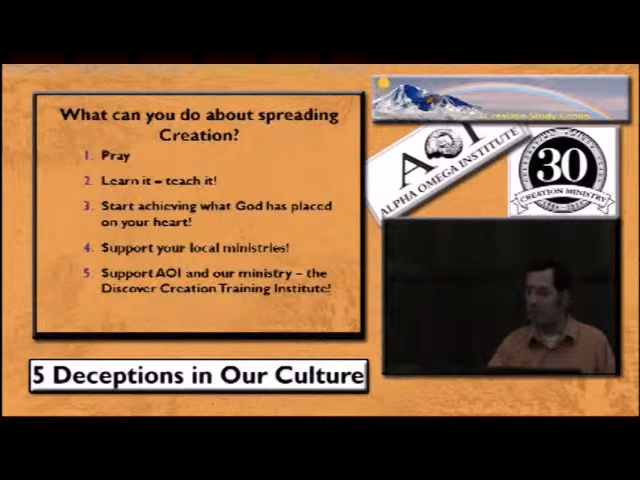 What can you do about spreading
Creation?
1. Pray
2. Learn it – teach it!
3. Start achieving what God has placed
on your heart!
4. Support your local ministries!
5. Support AOI and our ministry – the
Discover Creation Training Institute!
5 Deceptions in Our Culture
Creation Study Group
AOI
ALPHA OMEGA INSTITUTE
30
CREATION MINISTRY